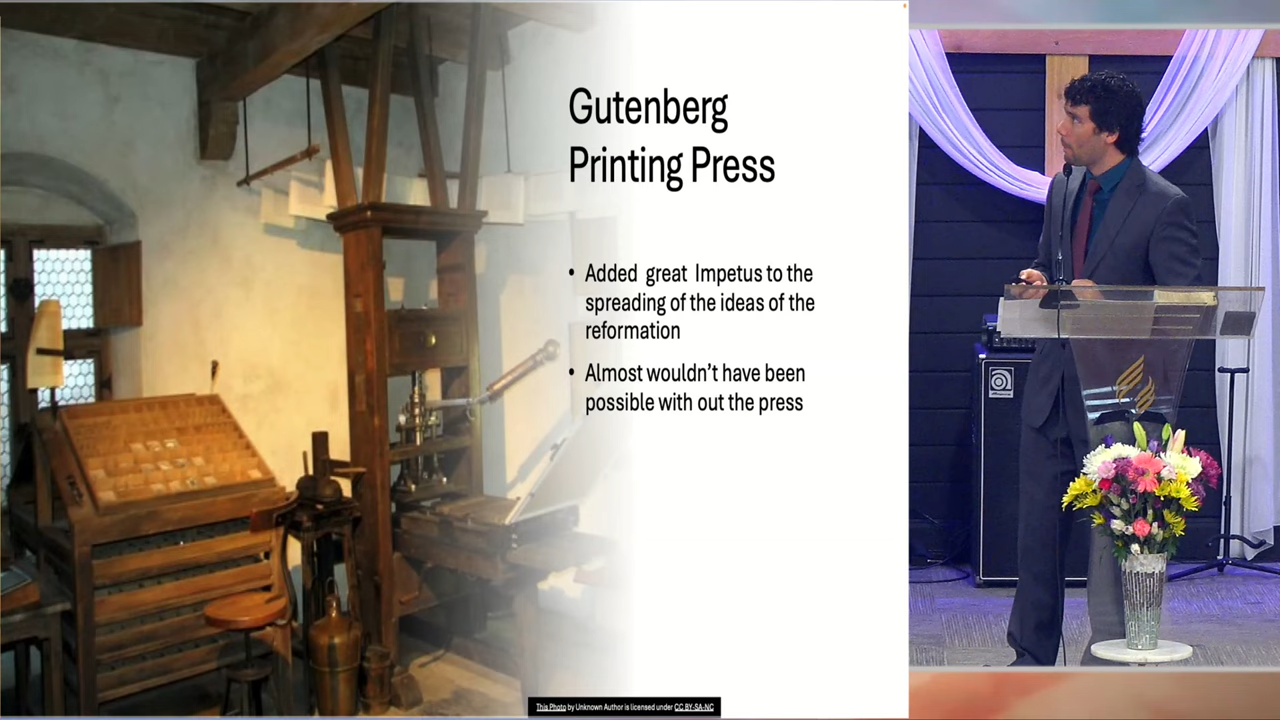 Gutenberg
Printing Press
• Added great Impetus to the
spreading of the ideas of the
reformation
• Almost wouldn’t have been
possible with out the press
This Photo by Unknown Author is licensed under CC BY-SA-NC